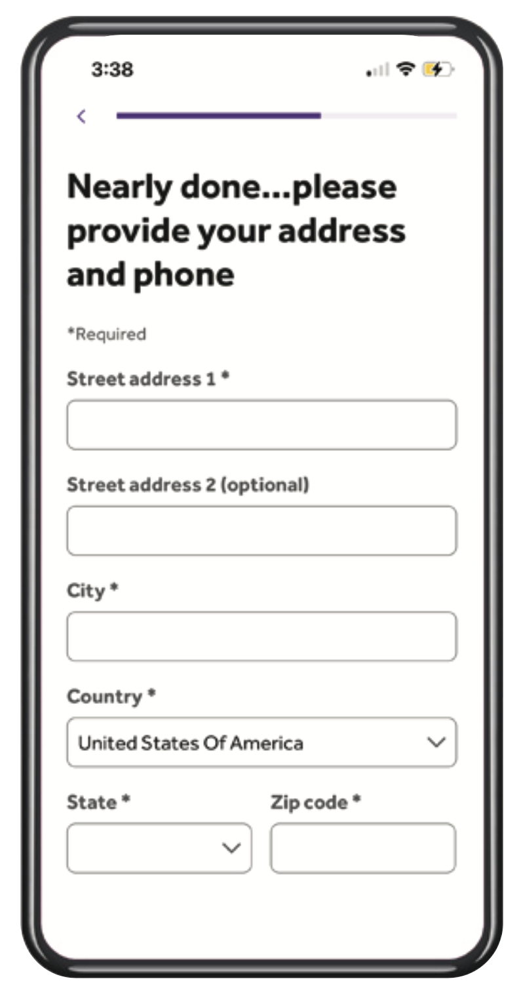 3:38
Nearly done...please
provide your address
and phone
*Required
Street address 1 *
Street address 2 (optional)
City *
Country *
United States Of America
State *
Zip code *